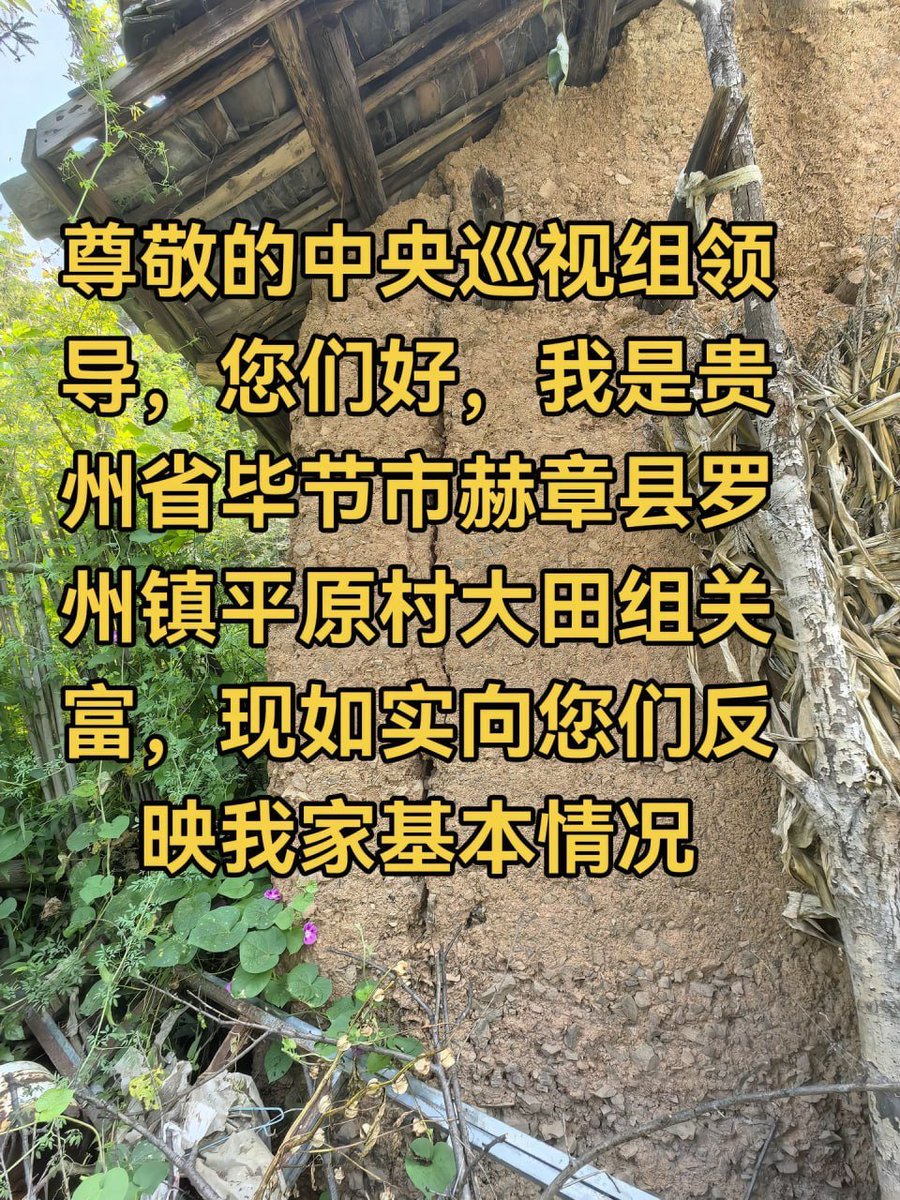 尊敬的中央巡视组领
导，您们好，我是贵
州省毕节市赫章县罗
州镇平原村大田组关
富，现如实向您们反
映我家基本情况